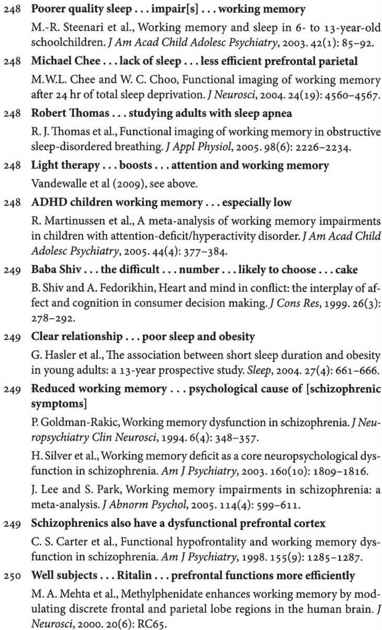 248 Poorer quality sleep . . . impair[s] . . . working memory
M.-R. Steenari et al., Working memory and sleep in 6- to 13-year-old
schoolchildren. J Am Acad Child Adolesc Psychiatry, 2003. 42(1): 85–92.
248 Michael Chee . . . lack of sleep . . . less efficient prefrontal parietal
M.W.L. Chee and W. C. Choo, Functional imaging of working memory
after 24 hr of total sleep deprivation. J Neurosci, 2004. 24(19): 4560–4567.
248 Robert Thomas . . . studying adults with sleep apnea
R. J. Thomas et al., Functional imaging of working memory in obstructive
sleep-disordered breathing. J Appl Physiol, 2005. 98(6): 2226–2234.
248 Light therapy . . . boosts . . . attention and working memory
Vandewalle et al (2009), see above.
248 ADHD children working memory . . . especially low
R. Martinussen et al., A meta-analysis of working memory impairments
in children with attention-deficit/hyperactivity disorder. J Am Acad Child
Adolesc Psychiatry, 2005. 44(4): 377–384.
249 Baba Shiv . . . the difficult . . . number . . . likely to choose . . . cake
B. Shiv and A. Fedorikhin, Heart and mind in conflict: the interplay of af-
fect and cognition in consumer decision making. J Cons Res, 1999. 26(3):
278–292.
249 Clear relationship . . . poor sleep and obesity
G. Hasler et al., The association between short sleep duration and obesity
in young adults: a 13-year prospective study. Sleep, 2004. 27(4): 661–666.
249 Reduced working memory . . . psychological cause of [schizophrenic
symptoms]
P. Goldman-Rakic, Working memory dysfunction in schizophrenia. J Neu-
ropsychiatry Clin Neurosci, 1994. 6(4): 348–357.
H. Silver et al., Working memory deficit as a core neuropsychological dys-
function in schizophrenia. Am J Psychiatry, 2003. 160(10): 1809–1816.
J. Lee and S. Park, Working memory impairments in schizophrenia: a
meta-analysis. J Abnorm Psychol, 2005. 114(4): 599–611.
249 Schizophrenics also have a dysfunctional prefrontal cortex
C. S. Carter et al., Functional hypofrontality and working memory dys-
function in schizophrenia. Am J Psychiatry, 1998. 155(9): 1285–1287.
250 Well subjects . . . Ritalin . . . prefrontal functions more efficiently
M. A. Mehta et al., Methylphenidate enhances working memory by mod-
ulating discrete frontal and parietal lobe regions in the human brain. J
Neurosci, 2000. 20(6): RC65.